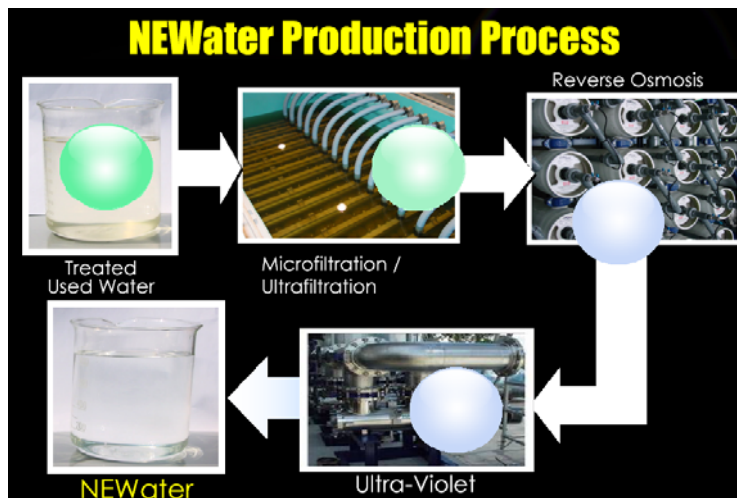 NEWater Production Process
Reverse Osmosis
Treated
Used Water
Microfiltration /
Ultrafiltration
NEWater
Ultra-Violet